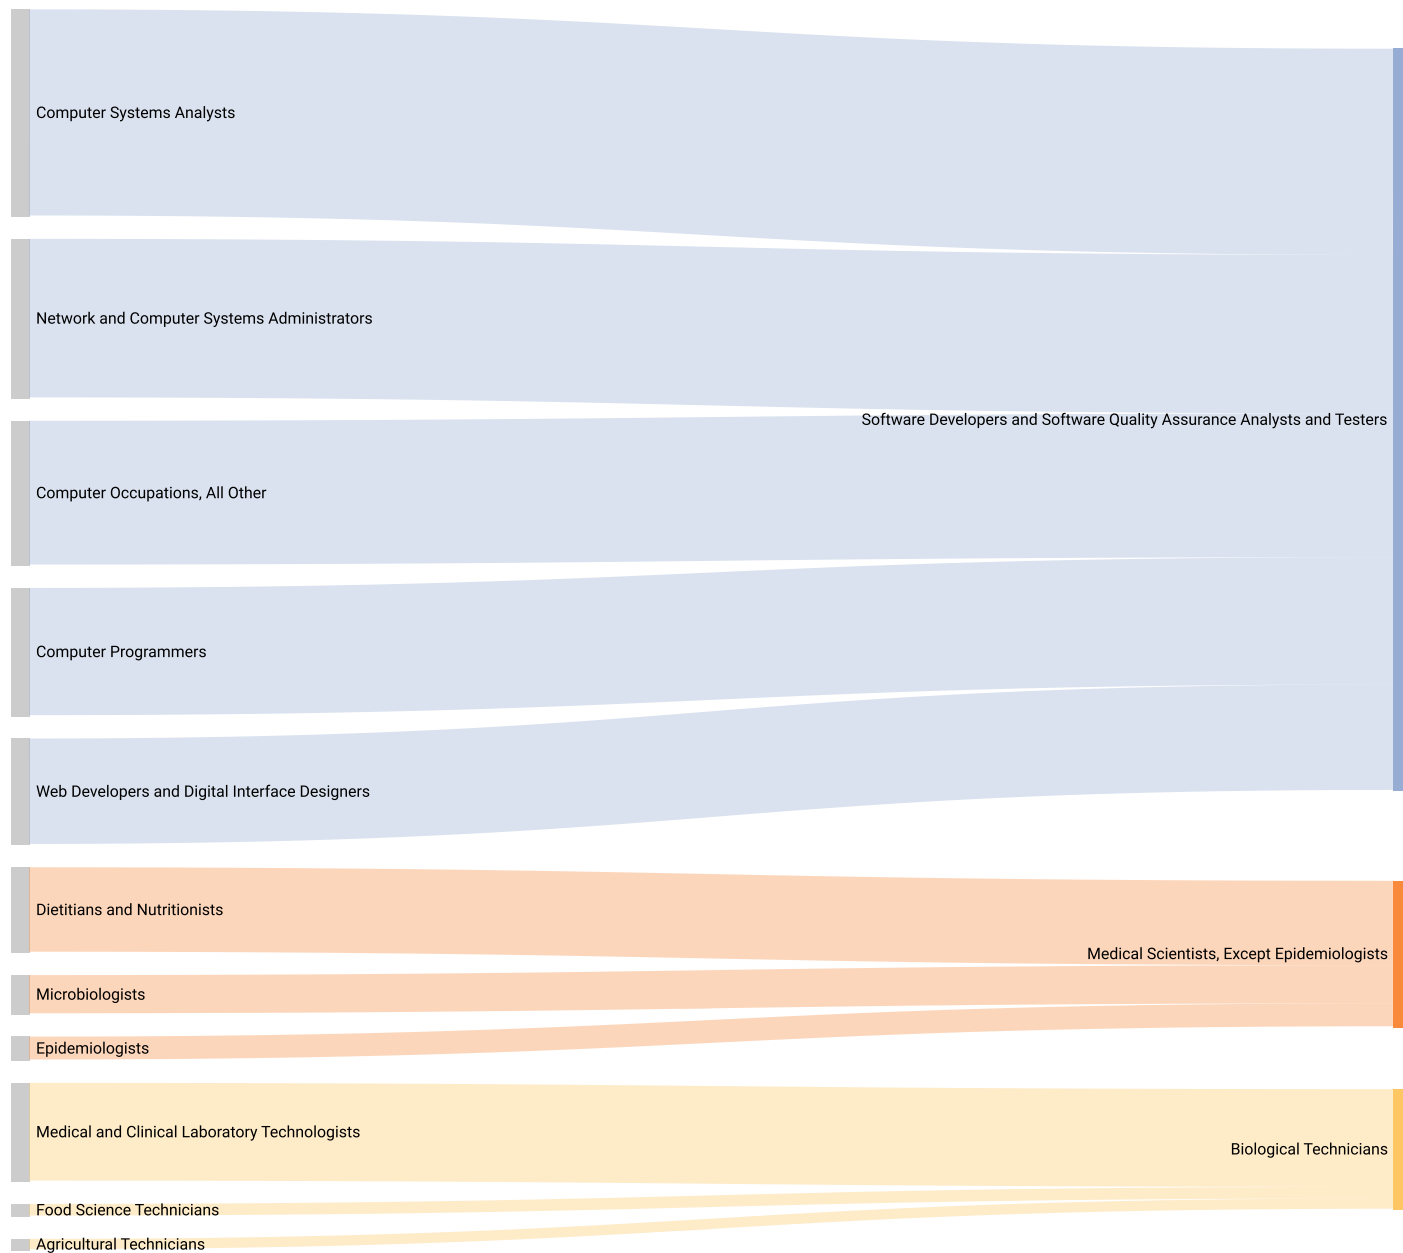 Computer Systems Analysts
Network and Computer Systems Administrators
Software Developers and Software Quality Assurance Analysts and Testers
Computer Occupations, All Other
Computer Programmers
Web Developers and Digital Interface Designers
Dietitians and Nutritionists
Medical Scientists, Except Epidemiologists
Microbiologists
Epidemiologists
Medical and Clinical Laboratory Technologists
Biological Technicians
Food Science Technicians
Agricultural Technicians